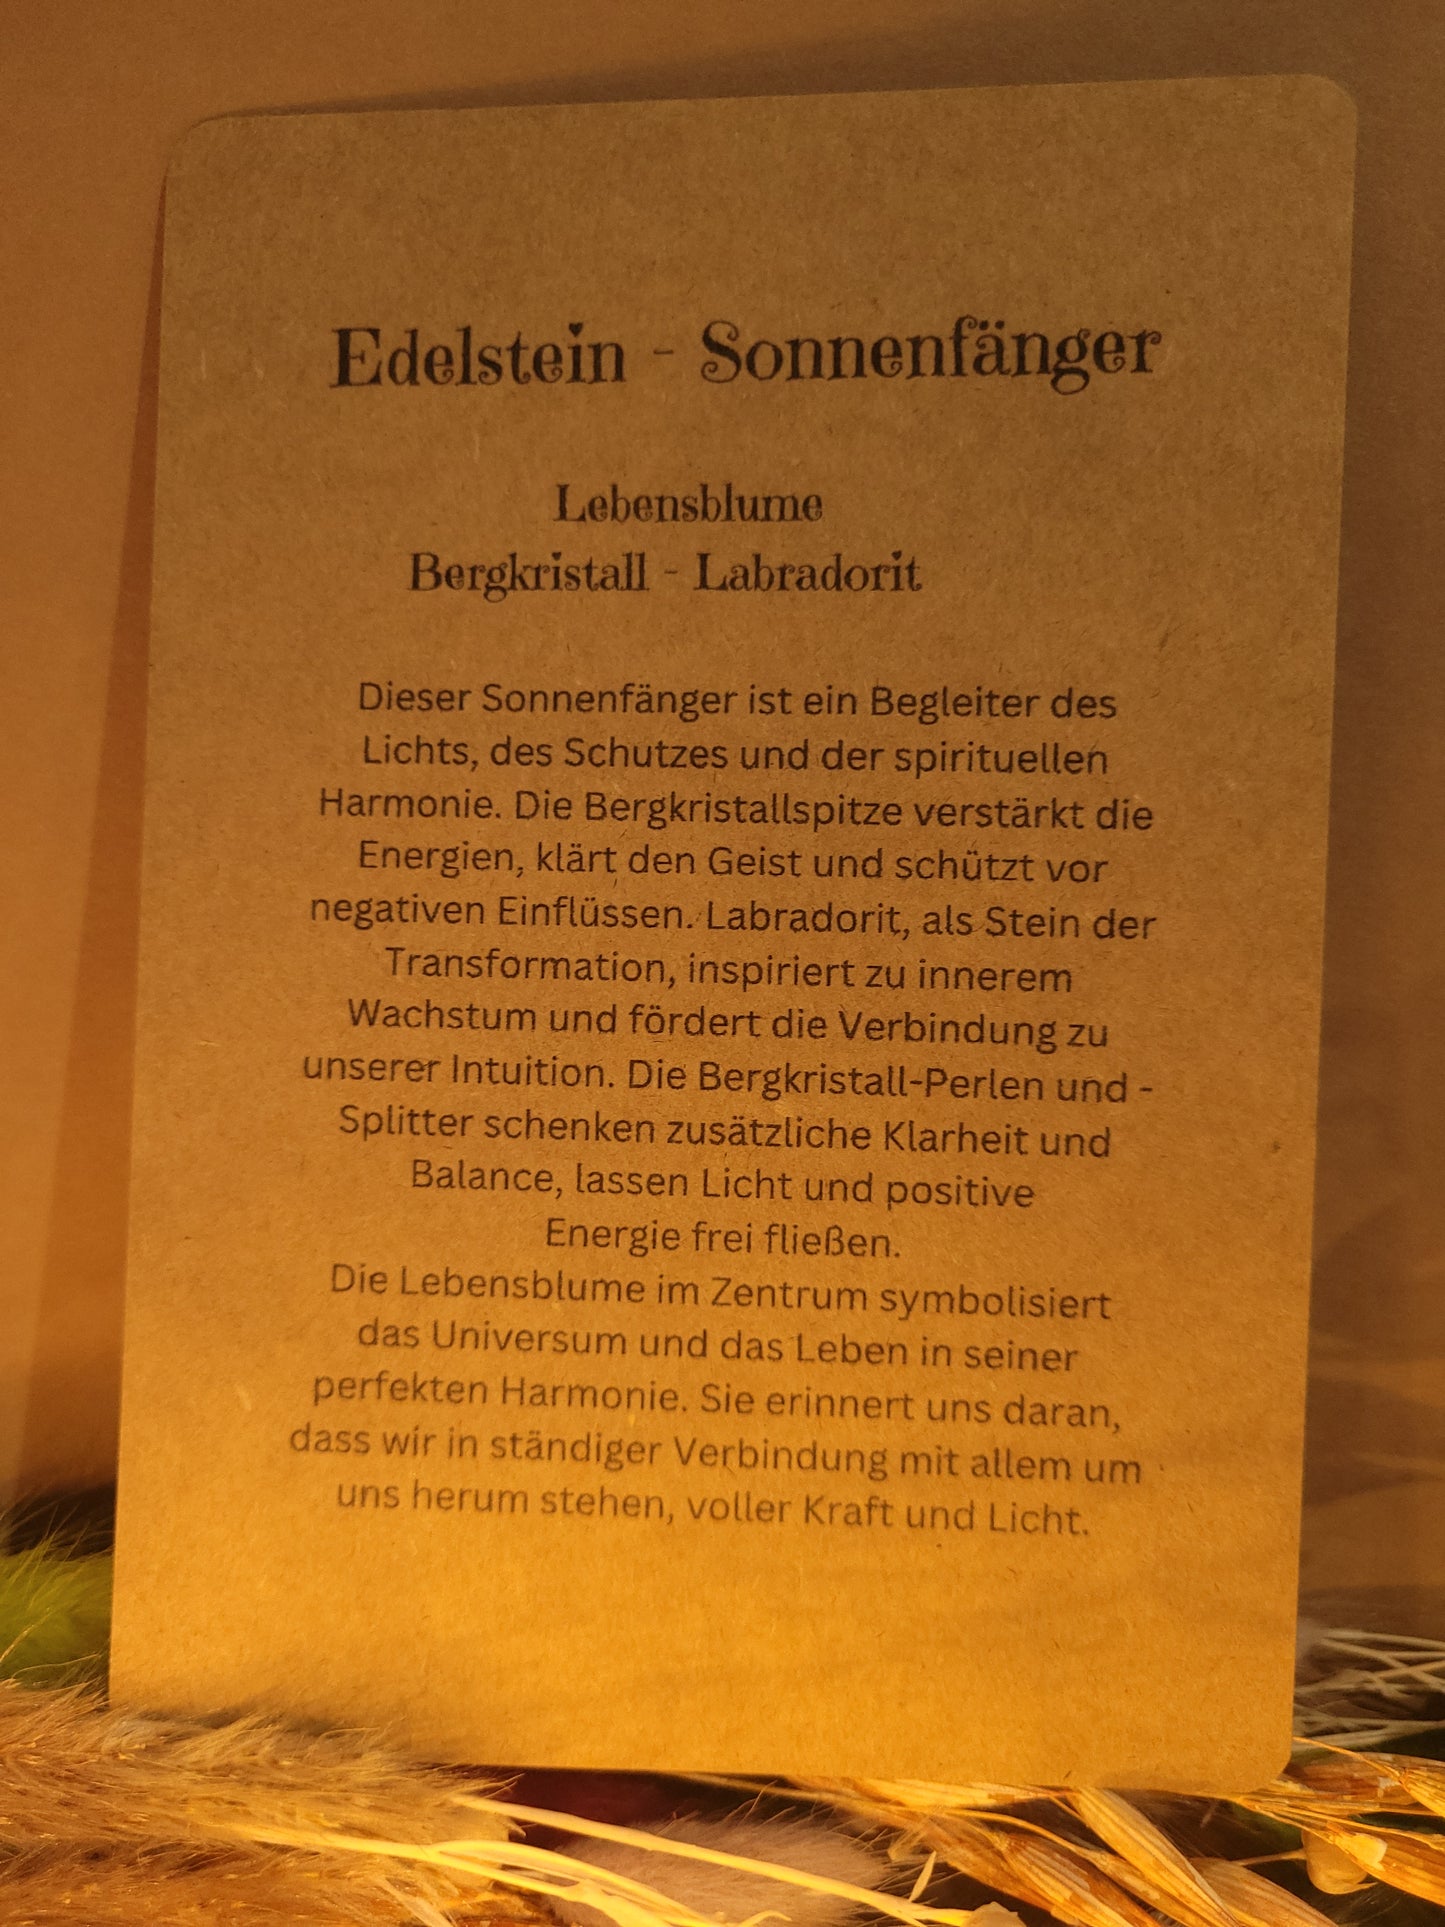 Edelstein - Sonnenfänger
Lebensblume
Bergkristall - Labradorit
Dieser Sonnenfänger ist ein Begleiter des
Lichts, des Schutzes und der spirituellen
Harmonie. Die Bergkristallspitze verstärkt die
Energien, klärt den Geist und schützt vor
negativen Einflüssen. Labradorit, als Stein der
Transformation, inspiriert zu innerem
Wachstum und fördert die Verbindung zu
unserer Intuition. Die Bergkristall-Perlen und -
Splitter schenken zusätzliche Klarheit und
Balance, lassen Licht und positive
Energie frei fließen.
Die Lebensblume im Zentrum symbolisiert
das Universum und das Leben in seiner
perfekten Harmonie. Sie erinnert uns daran,
dass wir in ständiger Verbindung mit allem um
uns herum stehen, voller Kraft und Licht.